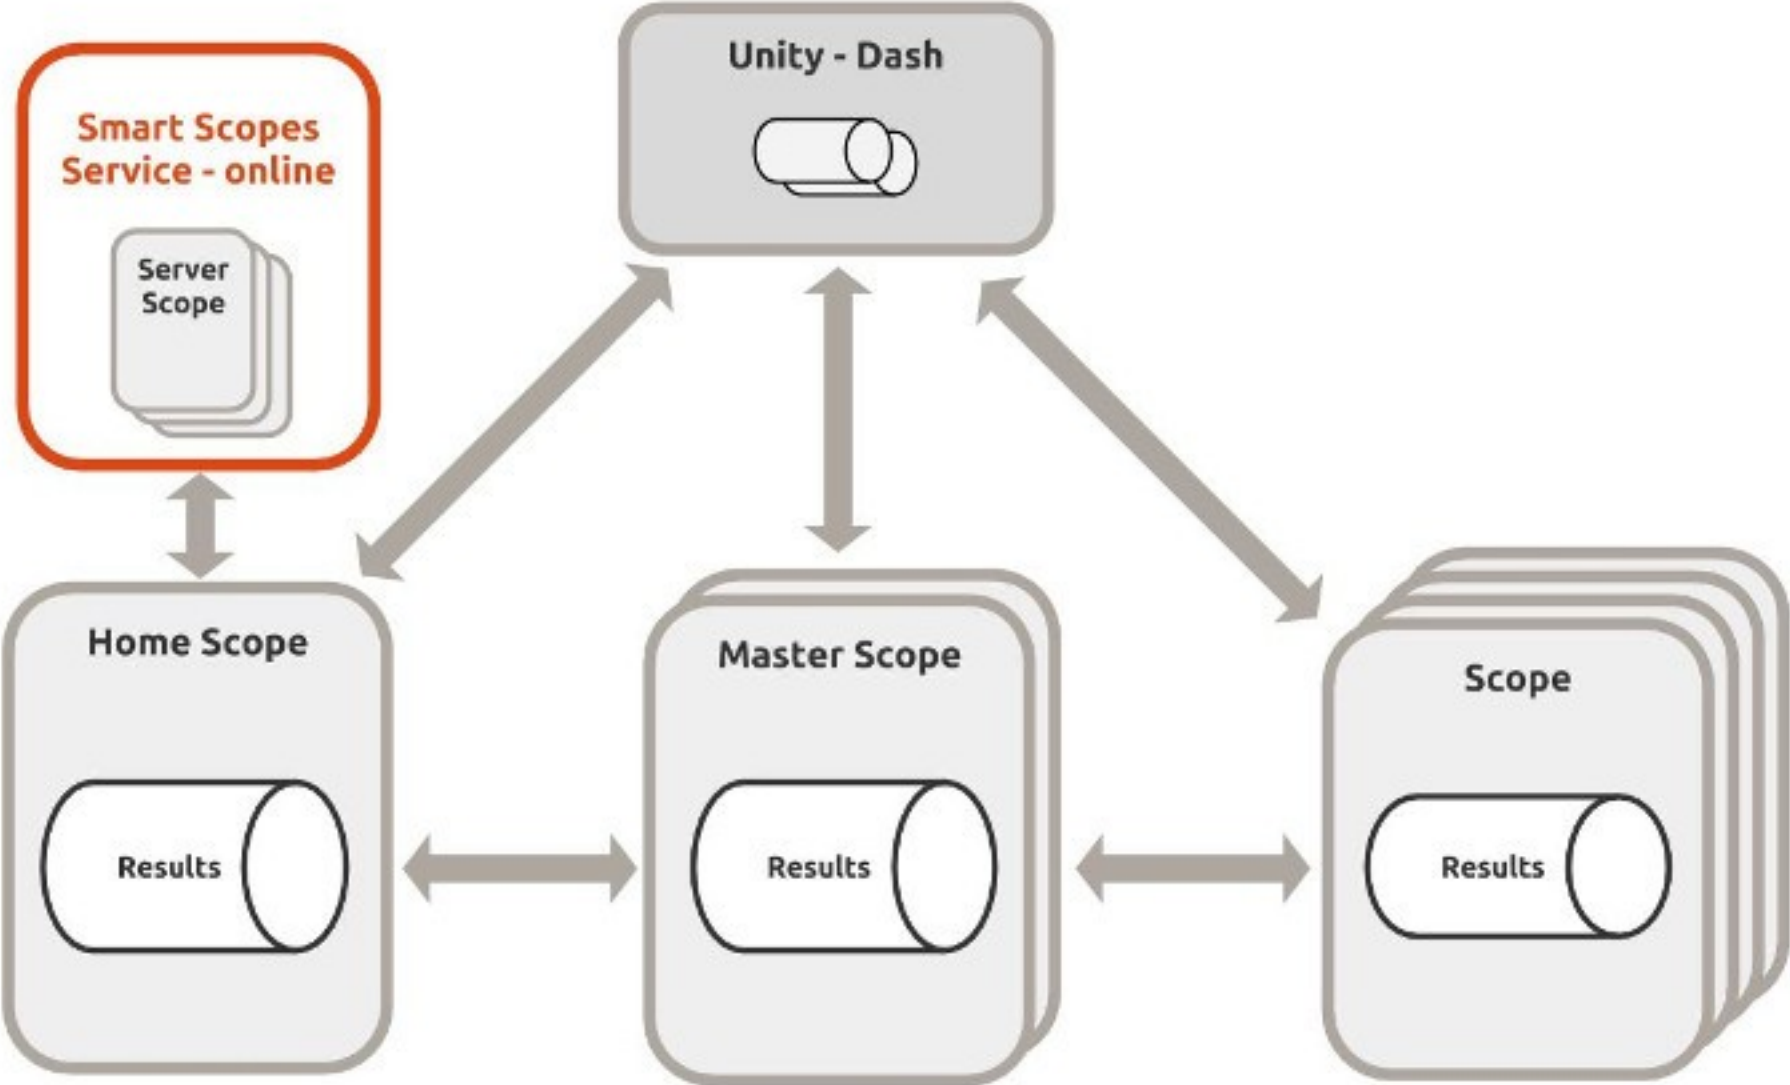 Unity - Dash
Smart Scopes
Service - online
Server
Scope
Home Scope
Master Scope
Scope
Results
Results
Results